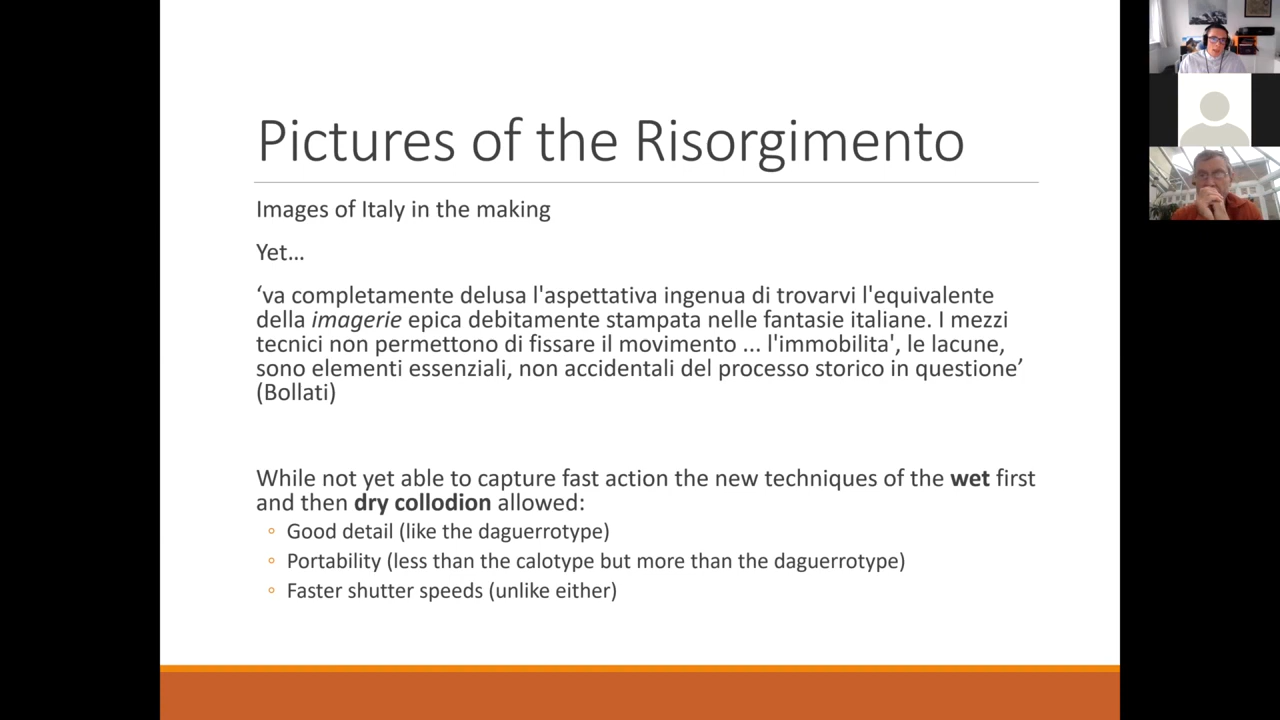 Pictures of the Risorgimento
Images of Italy in the making
Yet…
‘va completamente delusa l'aspettativa ingenua di trovarvi l'equivalente
della imagerie epica debitamente stampata nelle fantasie italiane. I mezzi
tecnici non permettono di fissare il movimento ... l'immobilita', le lacune,
sono elementi essenziali, non accidentali del processo storico in questione’
(Bollati)
While not yet able to capture fast action the new techniques of the wet first
and then dry collodion allowed:
◦ Good detail (like the daguerrotype)
◦ Portability (less than the calotype but more than the daguerrotype)
◦ Faster shutter speeds (unlike either)